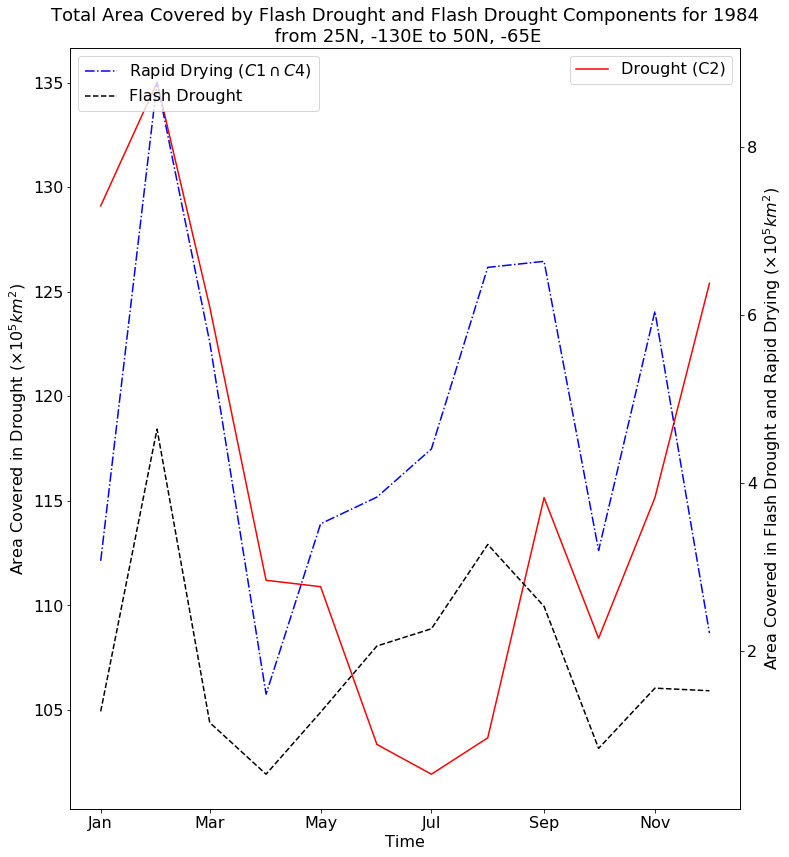 Total Area Covered by Flash Drought and Flash Drought Components for 1984
from 25N, -130E to 50N, -65E
Rapid Drying (C1 ∩ C4)
Flash Drought
Drought (C2)
Area Covered in Drought (×10⁵km²)
135
130
125
120
115
110
105
8
6
4
2
Area Covered in Flash Drought and Rapid Drying (×10⁵km²)
Jan Mar May Jul Sep Nov
Time